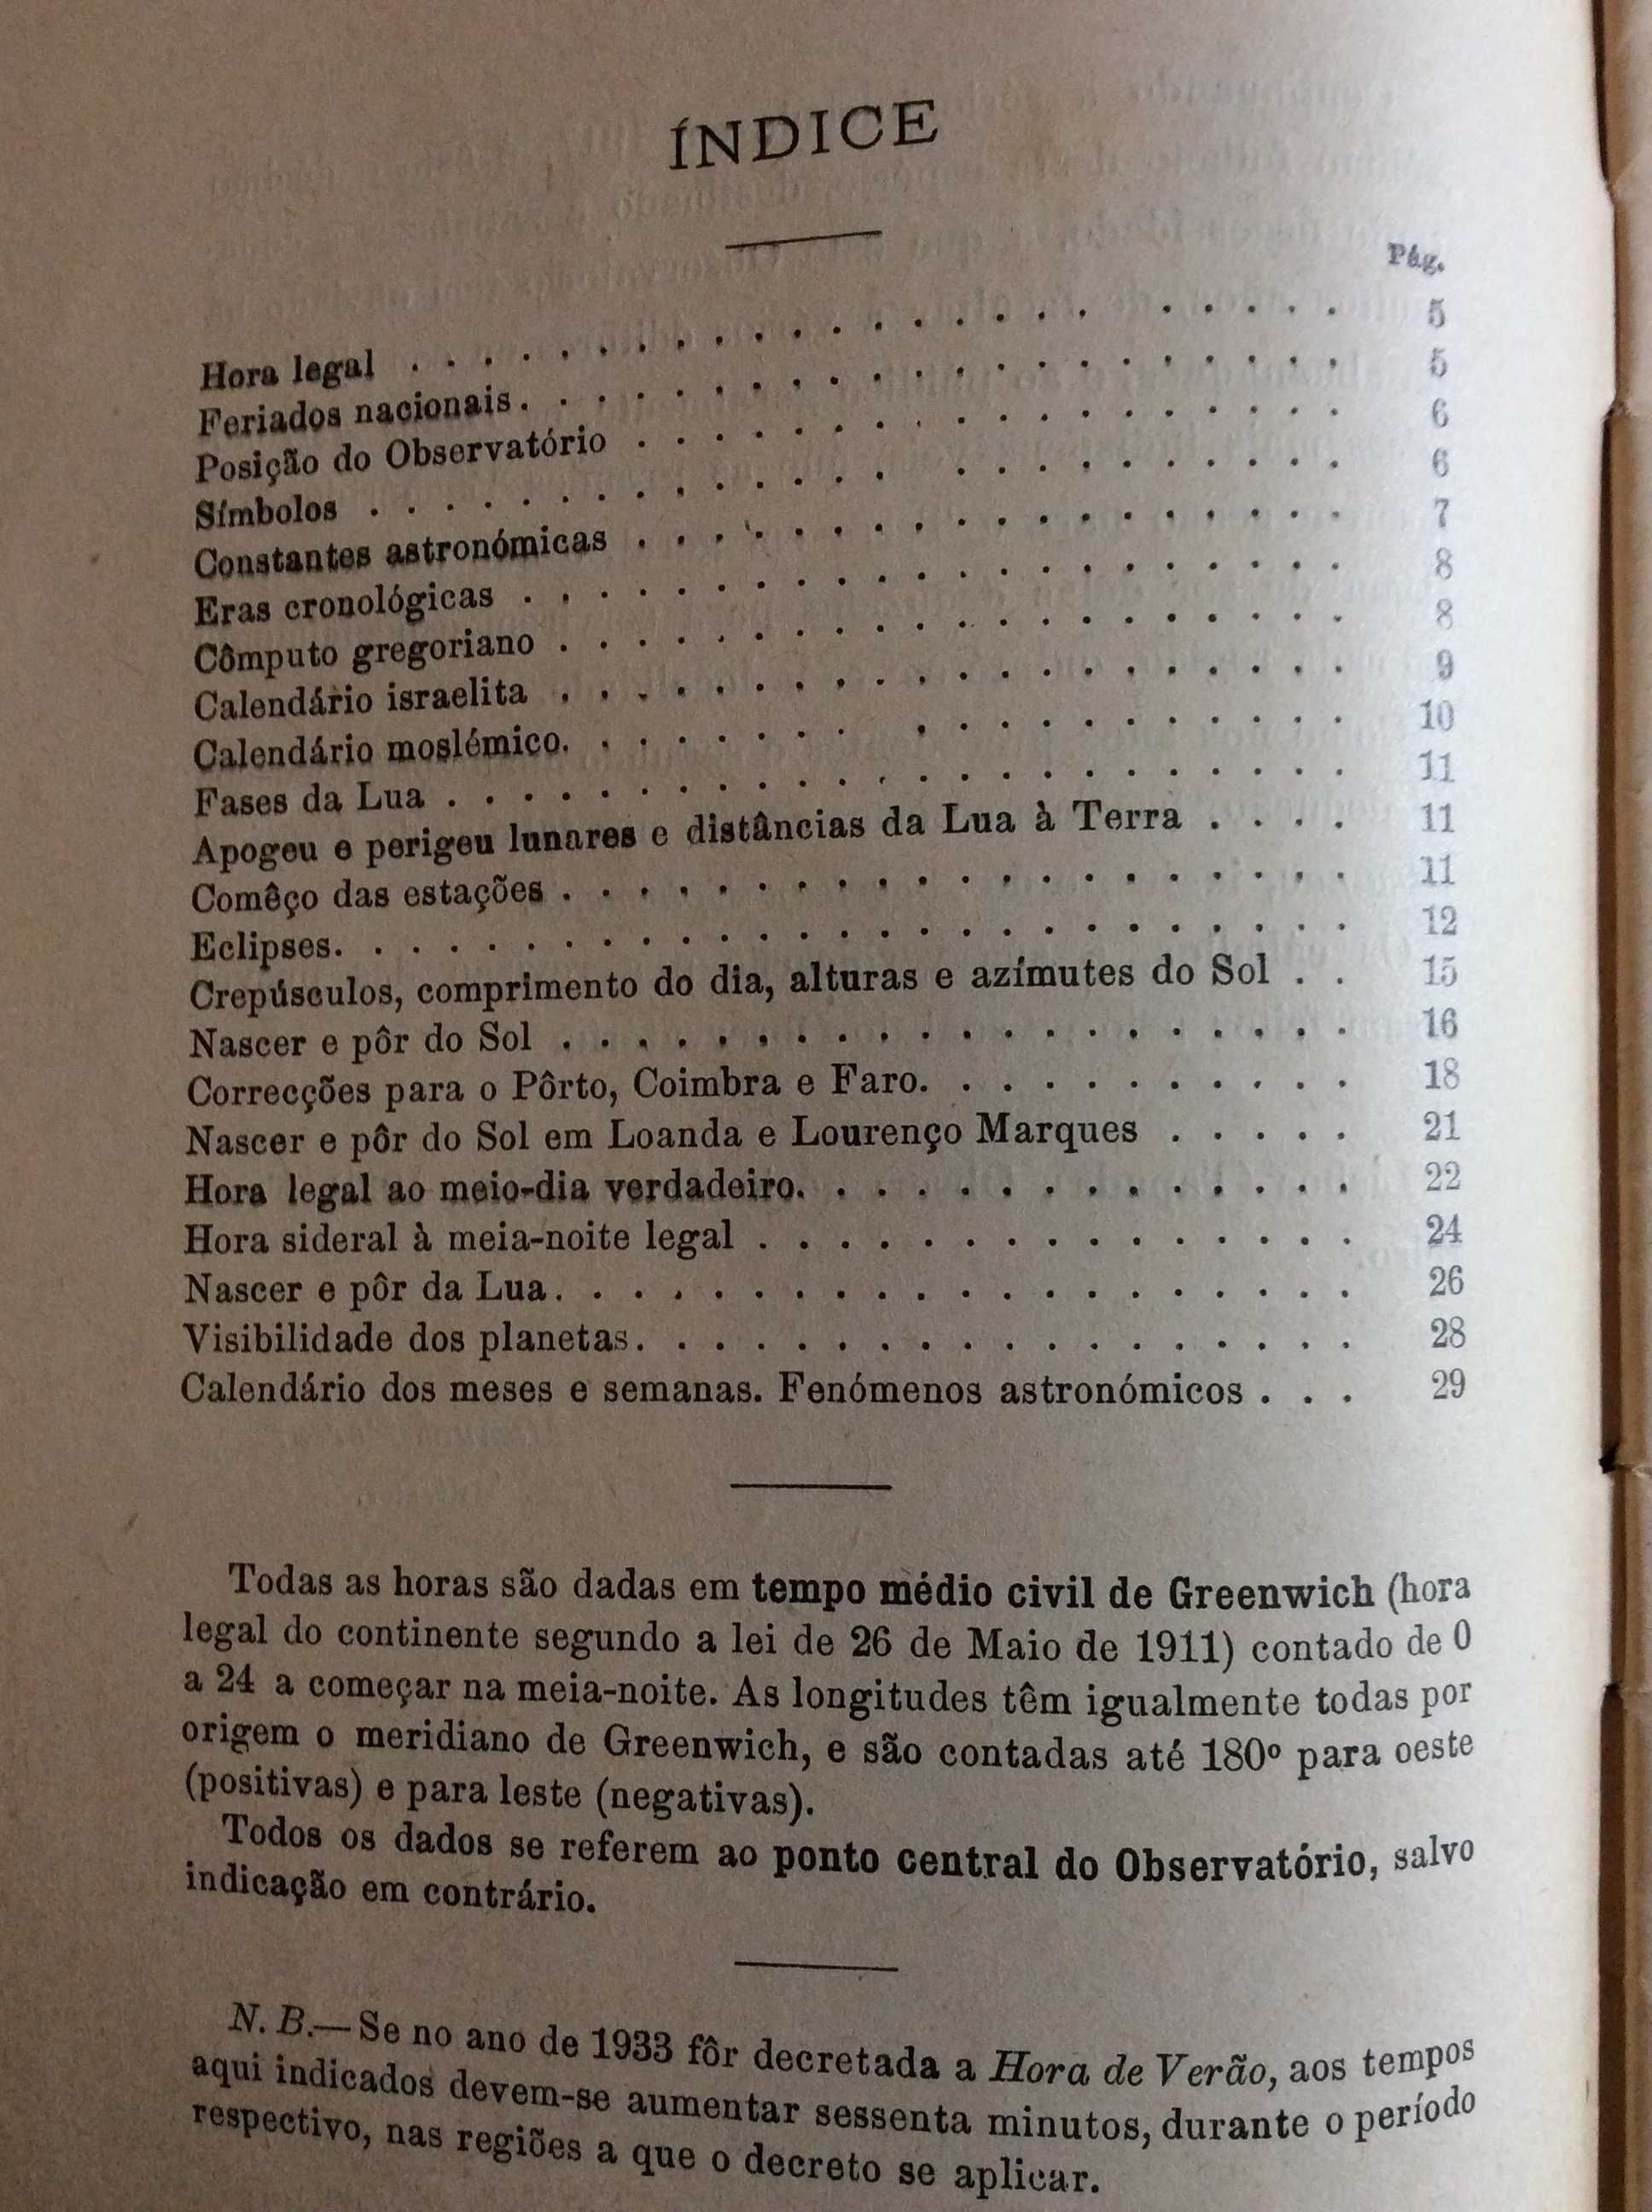 ÍNDICE
Pág.
Hora legal . . . . . . . . . . . . . . . . . . . . . . . 5
Feriados nacionais. . . . . . . . . . . . . . . . . . . . . 5
Posição do Observatório . . . . . . . . . . . . . . . . . . 6
Símbolos . . . . . . . . . . . . . . . . . . . . . . . . 6
Constantes astronómicas . . . . . . . . . . . . . . . . . . 7
Eras cronológicas . . . . . . . . . . . . . . . . . . . . . 8
Cômputo gregoriano . . . . . . . . . . . . . . . . . . . . 8
Calendário israelita . . . . . . . . . . . . . . . . . . . . 9
Calendário moslémico. . . . . . . . . . . . . . . . . . . 10
Fases da Lua . . . . . . . . . . . . . . . . . . . . . . . 11
Apogeu e perigeu lunares e distâncias da Lua à Terra . . . . 11
Comêço das estações . . . . . . . . . . . . . . . . . . . . 11
Eclipses. . . . . . . . . . . . . . . . . . . . . . . . . 12
Crepúsculos, comprimento do dia, alturas e azímutes do Sol . . 15
Nascer e pôr do Sol . . . . . . . . . . . . . . . . . . . . 16
Correcções para o Pôrto, Coimbra e Faro. . . . . . . . . . . 18
Nascer e pôr do Sol em Loanda e Lourenço Marques . . . . . 21
Hora legal ao meio-dia verdadeiro. . . . . . . . . . . . . . 22
Hora sideral à meia-noite legal . . . . . . . . . . . . . . . 24
Nascer e pôr da Lua. . . . . . . . . . . . . . . . . . . . 26
Visibilidade dos planetas. . . . . . . . . . . . . . . . . . 28
Calendário dos meses e semanas. Fenómenos astronómicos . . . 29
Todas as horas são dadas em tempo médio civil de Greenwich (hora
legal do continente segundo a lei de 26 de Maio de 1911) contado de 0
a 24 a começar na meia-noite. As longitudes têm igualmente todas por
origem o meridiano de Greenwich, e são contadas até 180º para oeste
(positivas) e para leste (negativas).
Todos os dados se referem ao ponto central do Observatório, salvo
indicação em contrário.
N. B.—Se no ano de 1933 fôr decretada a Hora de Verão, aos tempos
aqui indicados devem-se aumentar sessenta minutos, durante o período
respectivo, nas regiões a que o decreto se aplicar.